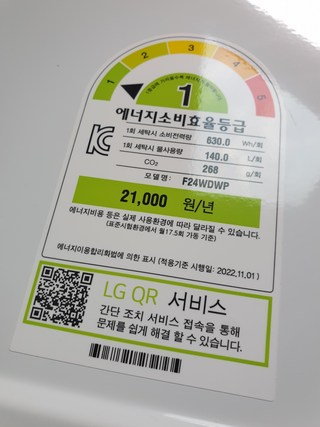 1 2 3 4 5
1
에너지소비효율등급
1회 세탁시 소비전력량 630.0 Wh/회
1회 세탁시 물사용량 140.0 L/회
CO₂ 268 g/회
모델명: F24WDWP
21,000 원/년
에너지비용 등은 실제 사용환경에 따라 달라질 수 있습니다.
(표준시험환경에서 월17.5회 가동 기준)
에너지이용합리화법에 의한 표시 (적용기준 시행일: 2022.11.01)
LG QR 서비스
간단 조치 서비스 접속을 통해
문제를 쉽게 해결 할 수 있습니다.